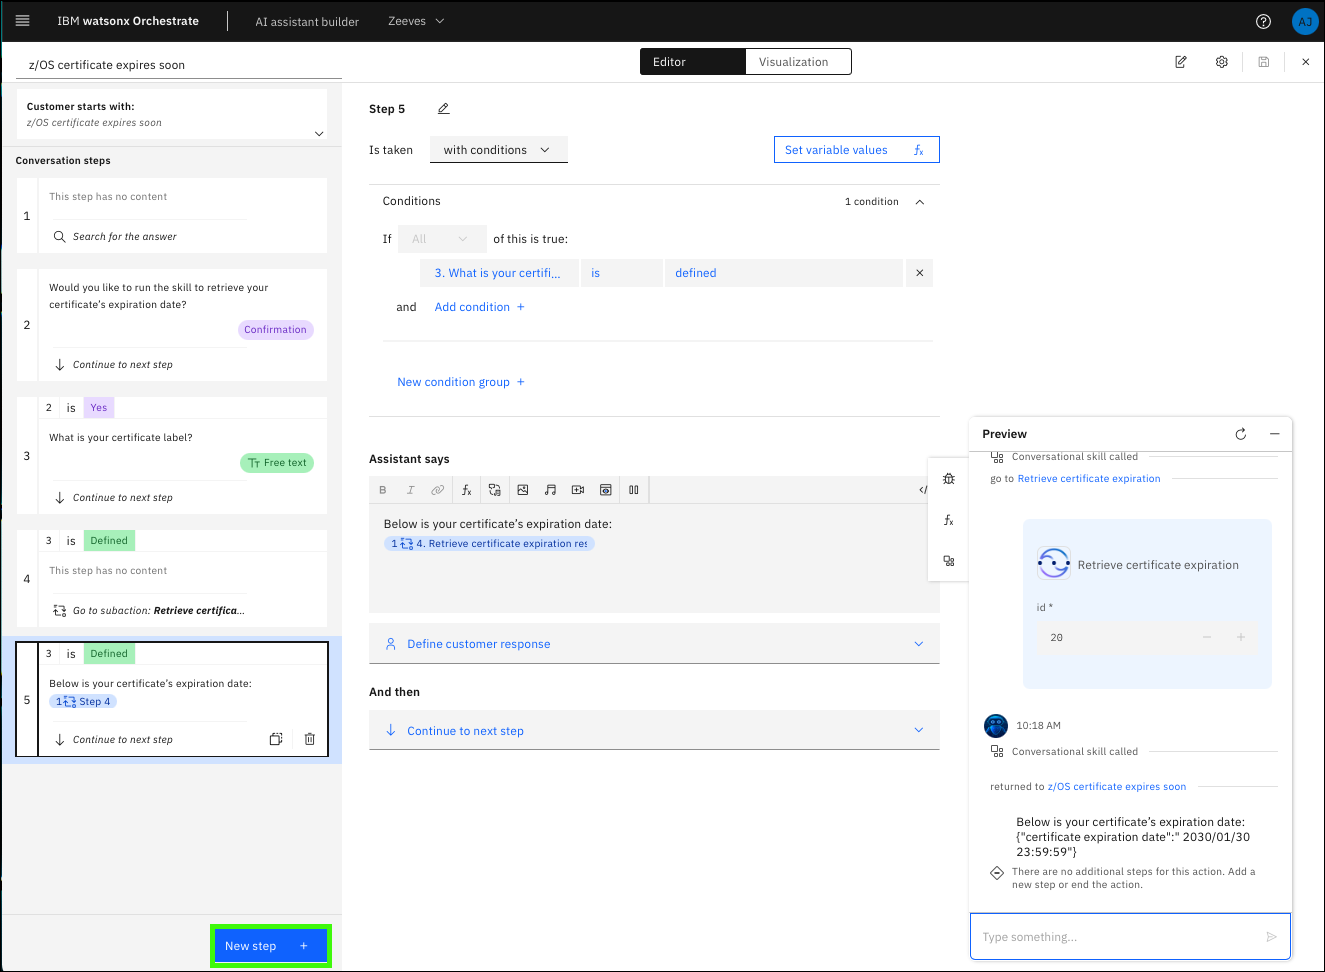 IBM watsonx Orchestrate
AI assistant builder
Zeeves
AJ
z/OS certificate expires soon
Editor
Visualization
Customer starts with:
z/OS certificate expires soon
Conversation steps
1
This step has no content
Search for the answer
2
Would you like to run the skill to retrieve your
certificate's expiration date?
Confirmation
Continue to next step
2 is Yes
3
What is your certificate label?
Free text
Continue to next step
3 is Defined
4
This step has no content
Go to subaction: Retrieve certifica...
3 is Defined
5
Below is your certificate's expiration date:
1 Step 4
Continue to next step
New step +
Step 5
Is taken
with conditions
Set variable values fx
Conditions
1 condition
If All of this is true:
3. What is your certifi... is defined
and Add condition +
New condition group +
Assistant says
B I fx </
Below is your certificate's expiration date:
1 4. Retrieve certificate expiration res
Define customer response
And then
Continue to next step
fx
Preview
Conversational skill called
go to Retrieve certificate expiration
Retrieve certificate expiration
id *
20
10:18 AM
Conversational skill called
returned to z/OS certificate expires soon
Below is your certificate's expiration date:
{"certificate expiration date":" 2030/01/30
23:59:59"}
There are no additional steps for this action. Add a
new step or end the action.
Type something...